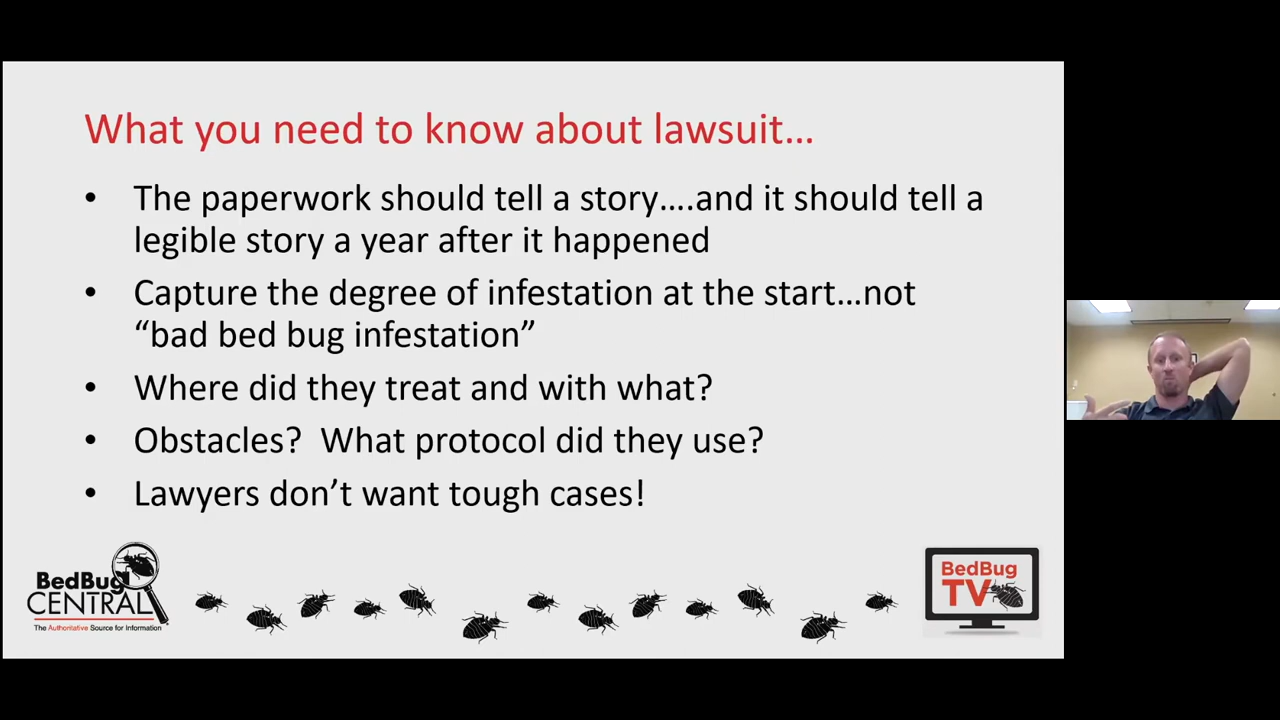 What you need to know about lawsuit…
• The paperwork should tell a story….and it should tell a
legible story a year after it happened
• Capture the degree of infestation at the start…not
“bad bed bug infestation”
• Where did they treat and with what?
• Obstacles?  What protocol did they use?
• Lawyers don’t want tough cases!
BedBug
CENTRAL
The Authoritative Source for Information
BedBug
TV